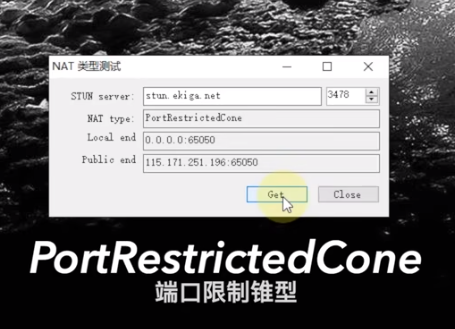 NAT 类型测试
STUN server: stun.ekiga.net 3478
NAT type: PortRestrictedCone
Local end 0.0.0.0:65050
Public end 115.171.251.196:65050
Get Close
PortRestrictedCone
端口限制锥型